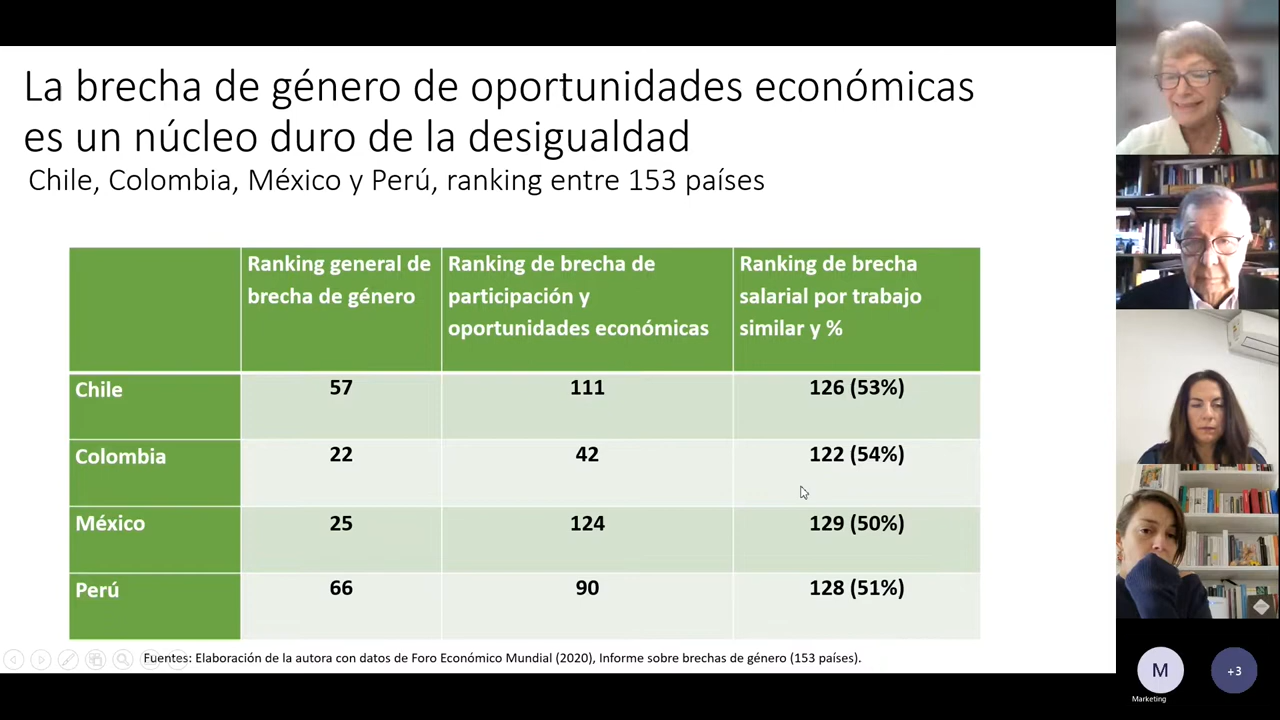 La brecha de género de oportunidades económicas
es un núcleo duro de la desigualdad
Chile, Colombia, México y Perú, ranking entre 153 países
Ranking general de
brecha de género
Ranking de brecha de
participación y
oportunidades económicas
Ranking de brecha
salarial por trabajo
similar y %
Chile
57
111
126 (53%)
Colombia
22
42
122 (54%)
México
25
124
129 (50%)
Perú
66
90
128 (51%)
Fuentes: Elaboración de la autora con datos de Foro Económico Mundial (2020), Informe sobre brechas de género (153 países).
M
+3
Marketing